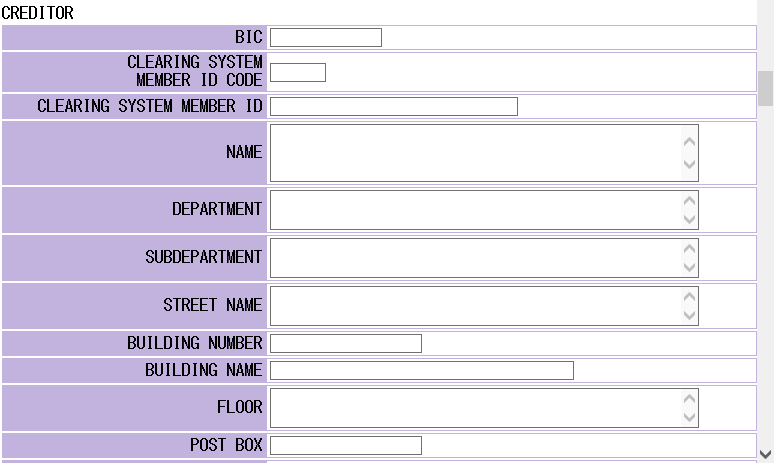 CREDITOR
BIC
CLEARING SYSTEM
MEMBER ID CODE
CLEARING SYSTEM MEMBER ID
NAME
DEPARTMENT
SUBDEPARTMENT
STREET NAME
BUILDING NUMBER
BUILDING NAME
FLOOR
POST BOX